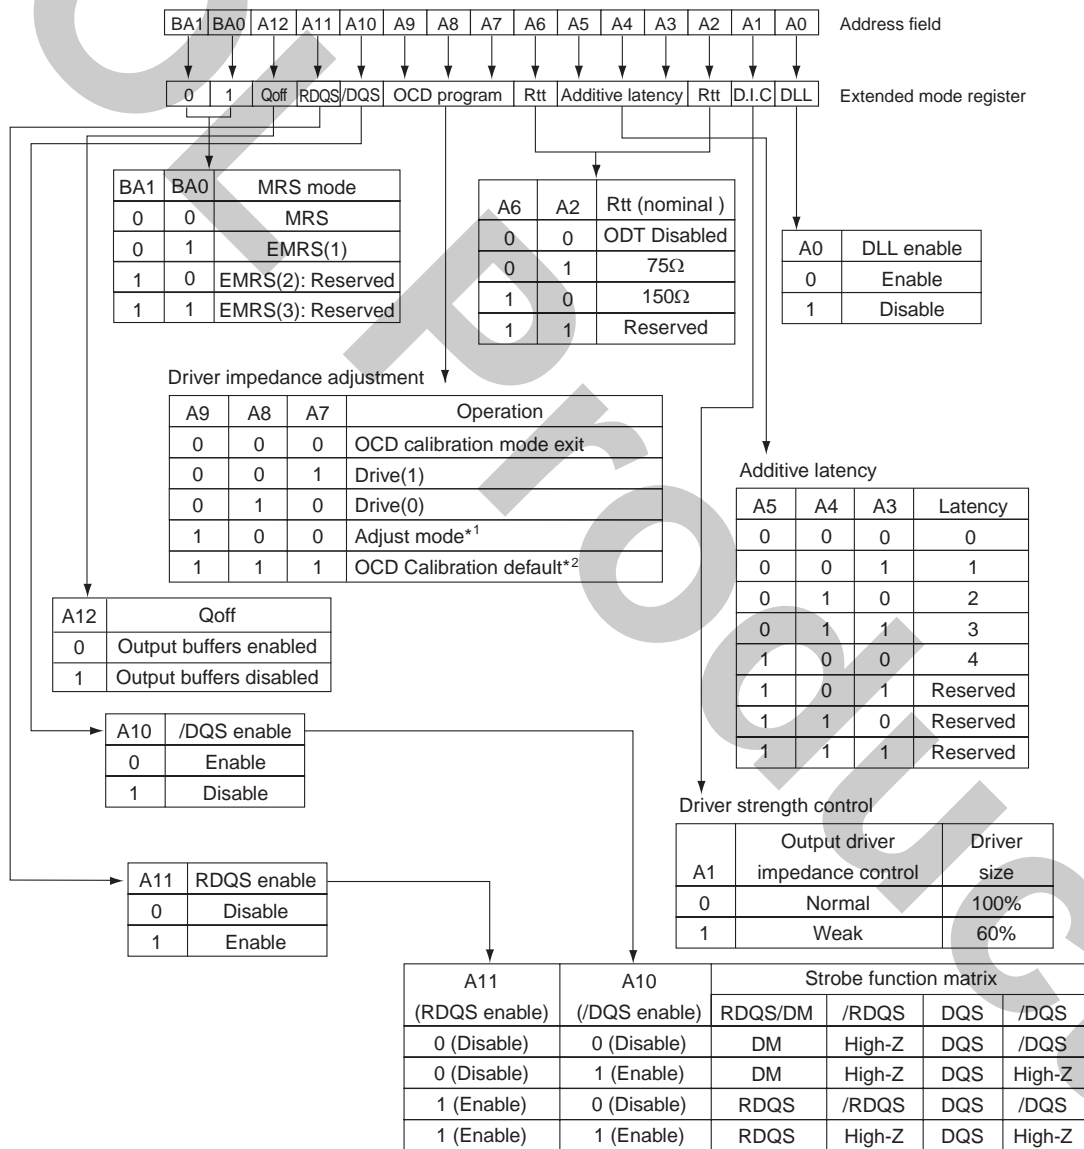 BA1 BA0 A12 A11 A10 A9 A8 A7 A6 A5 A4 A3 A2 A1 A0 Address field
0 1 Qoff RDQS /DQS OCD program Rtt Additive latency Rtt D.I.C DLL Extended mode register
BA1 BA0 MRS mode
0 0 MRS
0 1 EMRS(1)
1 0 EMRS(2): Reserved
1 1 EMRS(3): Reserved
A6 A2 Rtt (nominal )
0 0 ODT Disabled
0 1 75Ω
1 0 150Ω
1 1 Reserved
A0 DLL enable
0 Enable
1 Disable
Driver impedance adjustment
A9 A8 A7 Operation
0 0 0 OCD calibration mode exit
0 0 1 Drive(1)
0 1 0 Drive(0)
1 0 0 Adjust mode*1
1 1 1 OCD Calibration default*2
Additive latency
A5 A4 A3 Latency
0 0 0 0
0 0 1 1
0 1 0 2
0 1 1 3
1 0 0 4
1 0 1 Reserved
1 1 0 Reserved
1 1 1 Reserved
A12 Qoff
0 Output buffers enabled
1 Output buffers disabled
A10 /DQS enable
0 Enable
1 Disable
Driver strength control
A1 Output driver impedance control Driver size
0 Normal 100%
1 Weak 60%
A11 RDQS enable
0 Disable
1 Enable
A11 A10 Strobe function matrix
(RDQS enable) (/DQS enable) RDQS/DM /RDQS DQS /DQS
0 (Disable) 0 (Disable) DM High-Z DQS /DQS
0 (Disable) 1 (Enable) DM High-Z DQS High-Z
1 (Enable) 0 (Disable) RDQS /RDQS DQS /DQS
1 (Enable) 1 (Enable) RDQS High-Z DQS High-Z